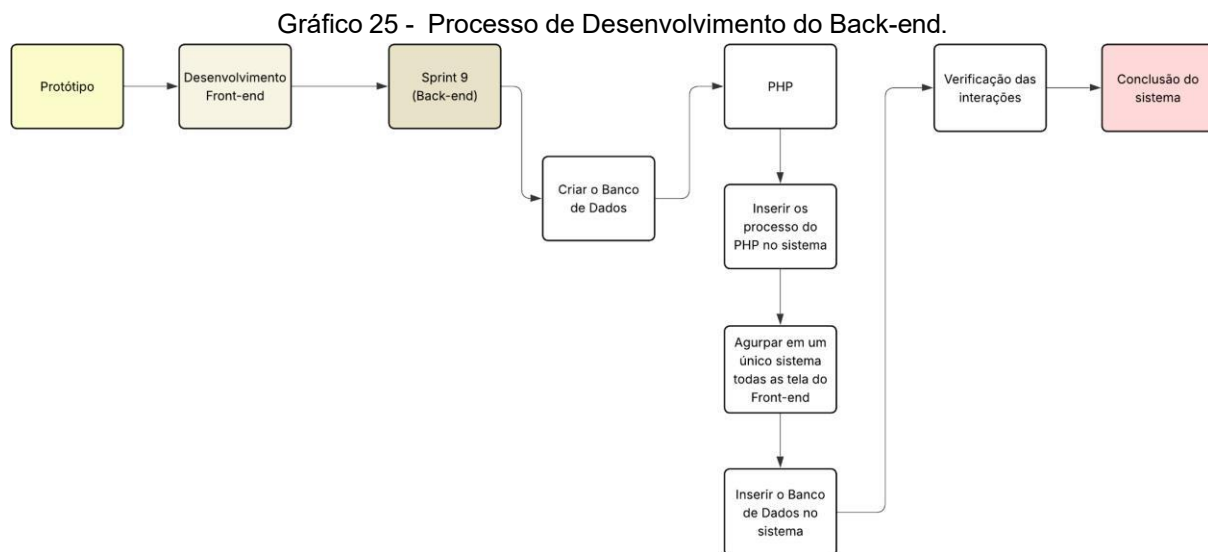 Gráfico 25 - Processo de Desenvolvimento do Back-end.
Protótipo
Desenvolvimento
Front-end
Sprint 9
(Back-end)
Criar o Banco
de Dados
PHP
Inserir os
processo do
PHP no sistema
Agurpar em um
único sistema
todas as tela do
Front-end
Inserir o Banco
de Dados no
sistema
Verificação das
interações
Conclusão do
sistema